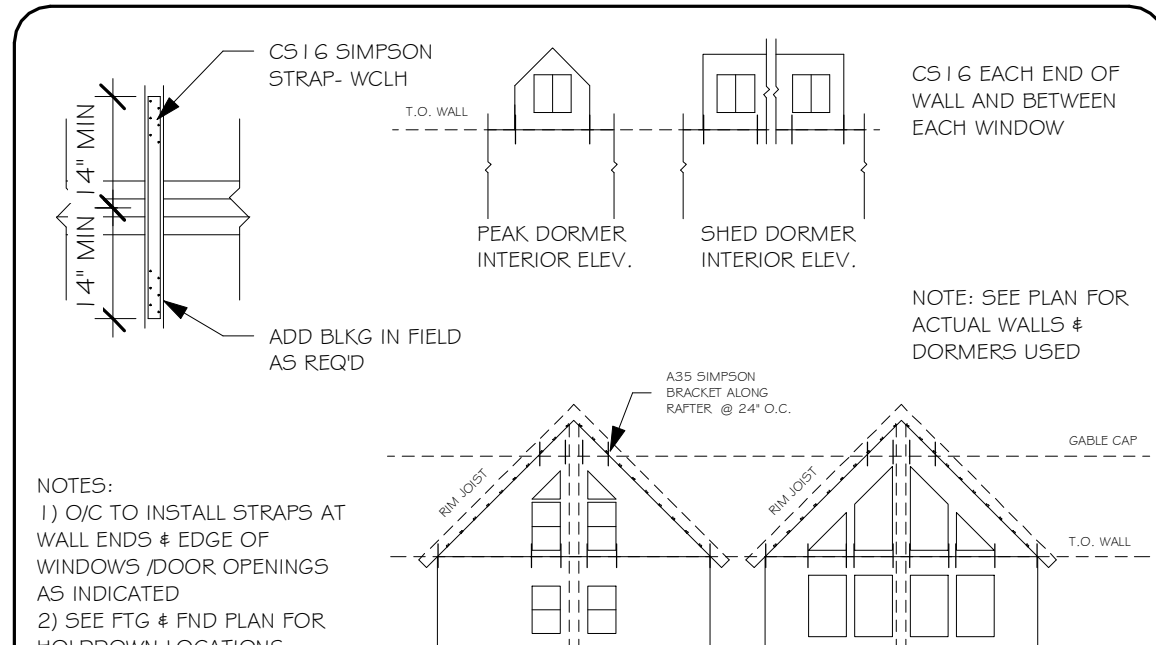 CS16 SIMPSON
STRAP- WCLH
14" MIN
14" MIN
ADD BLKG IN FIELD
AS REQ'D
T.O. WALL
PEAK DORMER
INTERIOR ELEV.
SHED DORMER
INTERIOR ELEV.
CS16 EACH END OF
WALL AND BETWEEN
EACH WINDOW
NOTE: SEE PLAN FOR
ACTUAL WALLS &
DORMERS USED
A35 SIMPSON
BRACKET ALONG
RAFTER @ 24" O.C.
GABLE CAP
RIM JOIST
RIM JOIST
T.O. WALL
NOTES:
1) O/C TO INSTALL STRAPS AT
WALL ENDS & EDGE OF
WINDOWS /DOOR OPENINGS
AS INDICATED
2) SEE FTG & FND PLAN FOR
HOLDDOWN LOCATIONS